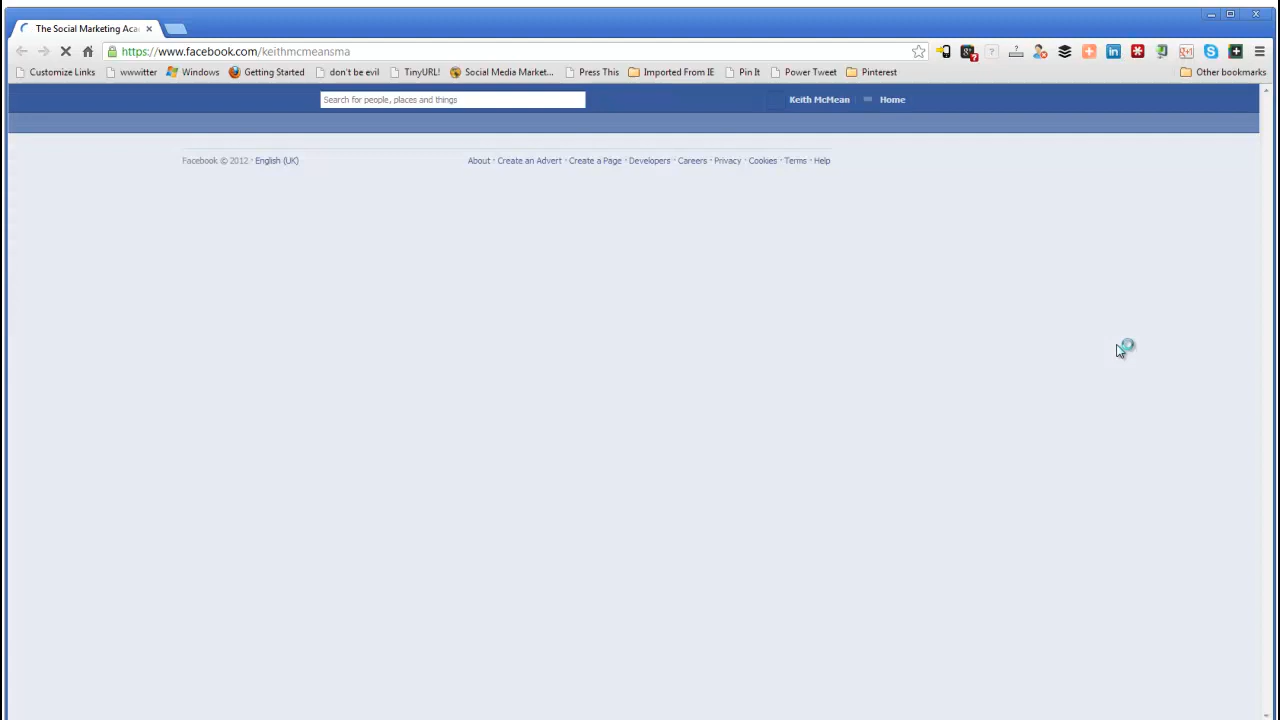 The Social Marketing Aca
https://www.facebook.com/keithmcmeansma
Customize Links wwwitter Windows Getting Started don't be evil TinyURL! Social Media Market... Press This Imported From IE Pin It Power Tweet Pinterest Other bookmarks
Search for people, places and things Keith McMean Home
Facebook © 2012 · English (UK) About · Create an Advert · Create a Page · Developers · Careers · Privacy · Cookies · Terms · Help